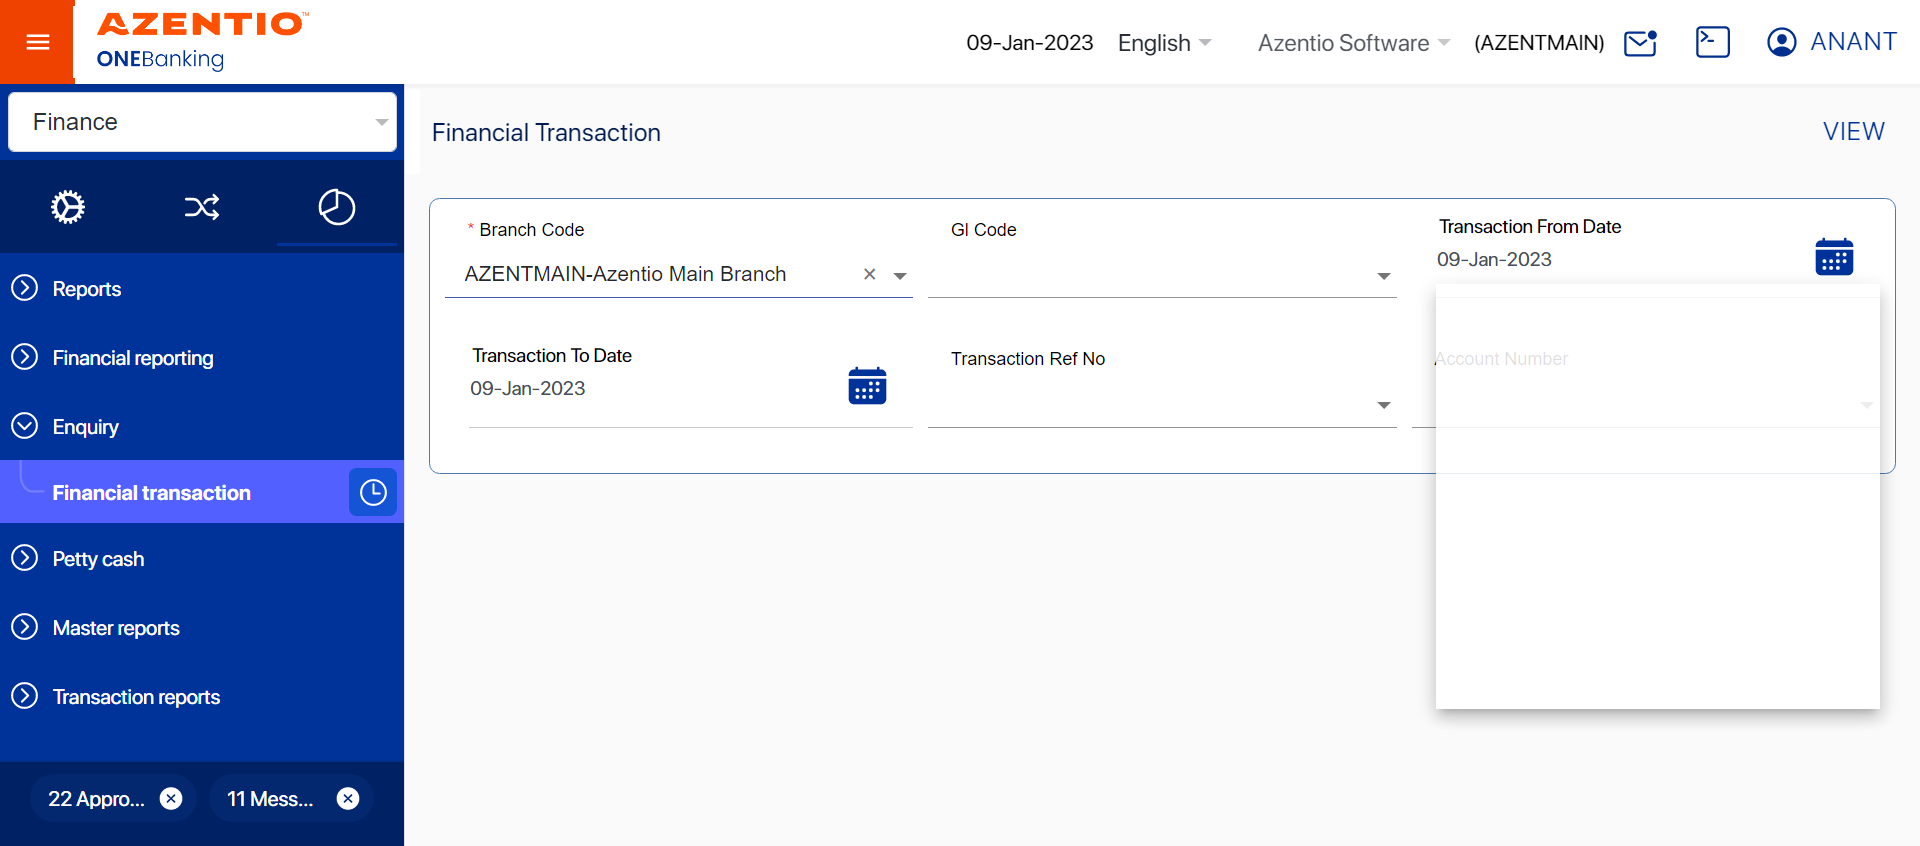 AZENTIO™
ONEBanking
09-Jan-2023 English Azentio Software (AZENTMAIN) ANANT
Finance
Financial Transaction VIEW
Reports
Financial reporting
Enquiry
Financial transaction
Petty cash
Master reports
Transaction reports
22 Appro... 11 Mess...
* Branch Code
AZENTMAIN-Azentio Main Branch
Gl Code
Transaction From Date
09-Jan-2023
Transaction To Date
09-Jan-2023
Transaction Ref No
Account Number